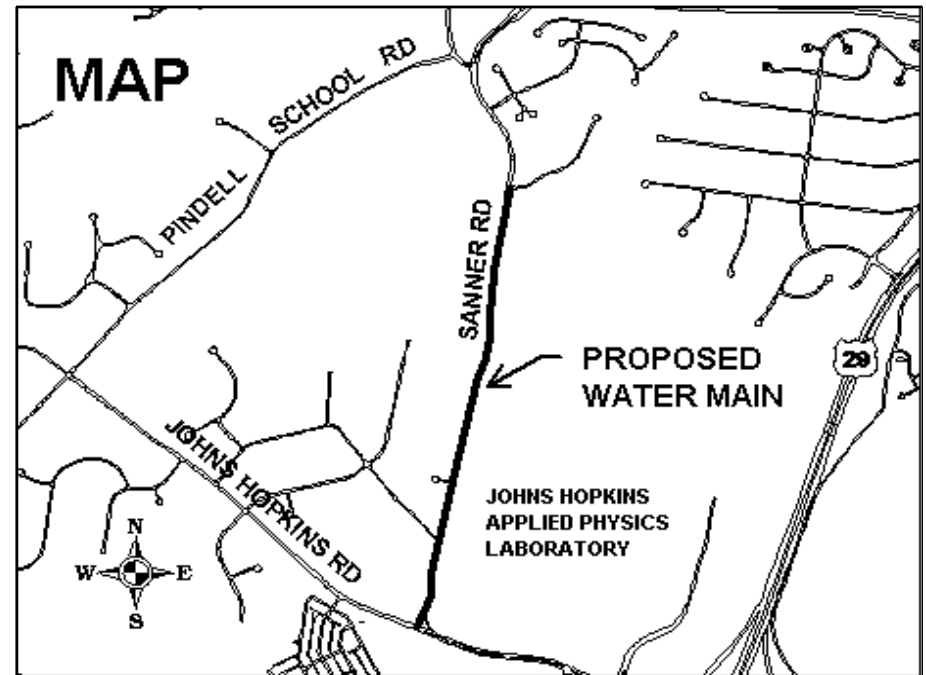 MAP
PINDELL SCHOOL RD
SANNER RD
29
PROPOSED
WATER MAIN
JOHNS HOPKINS RD
JOHNS HOPKINS
APPLIED PHYSICS
LABORATORY
N
W E
S